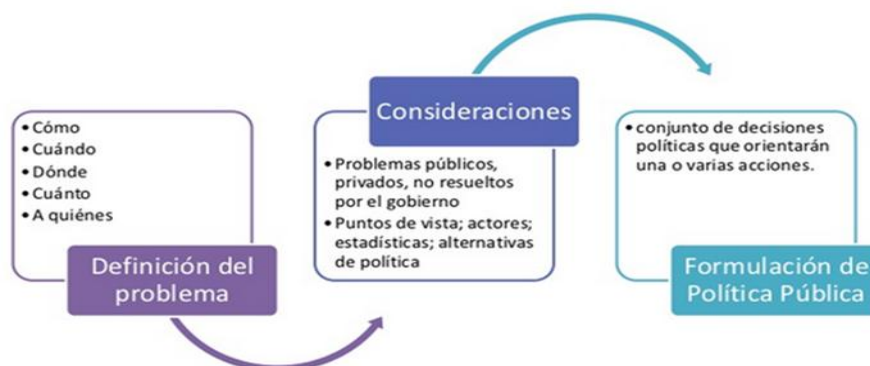 • Cómo
• Cuándo
• Dónde
• Cuánto
• A quiénes
Definición del
problema
Consideraciones
• Problemas públicos,
privados, no resueltos
por el gobierno
• Puntos de vista; actores;
estadísticas; alternativas
de política
• conjunto de decisiones
políticas que orientarán
una o varias acciones.
Formulación de
Política Pública